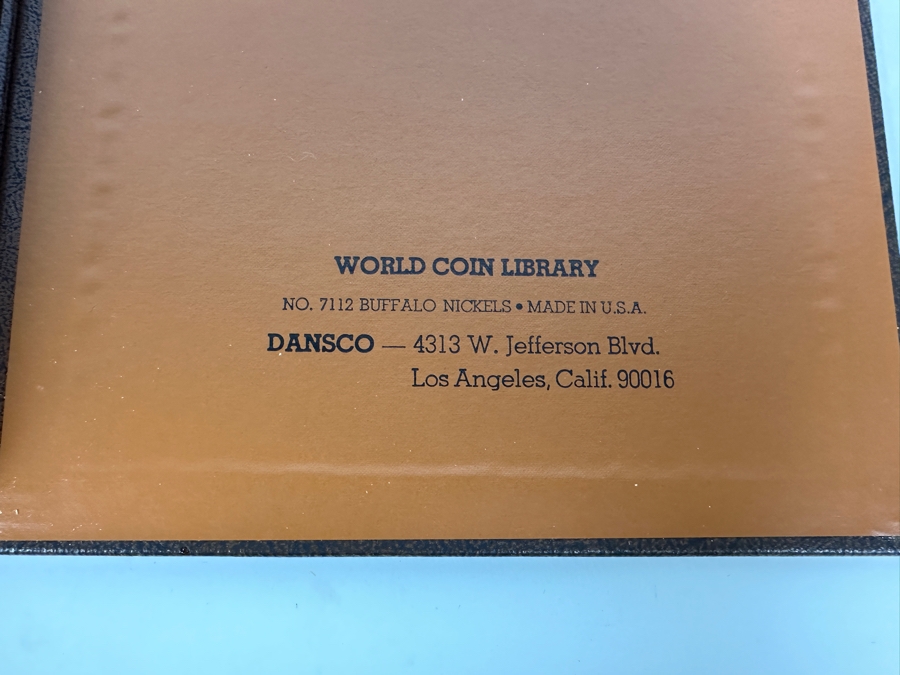 WORLD COIN LIBRARY
NO. 7112 BUFFALO NICKELS • MADE IN U.S.A.
DANSCO — 4313 W. Jefferson Blvd.
Los Angeles, Calif. 90016